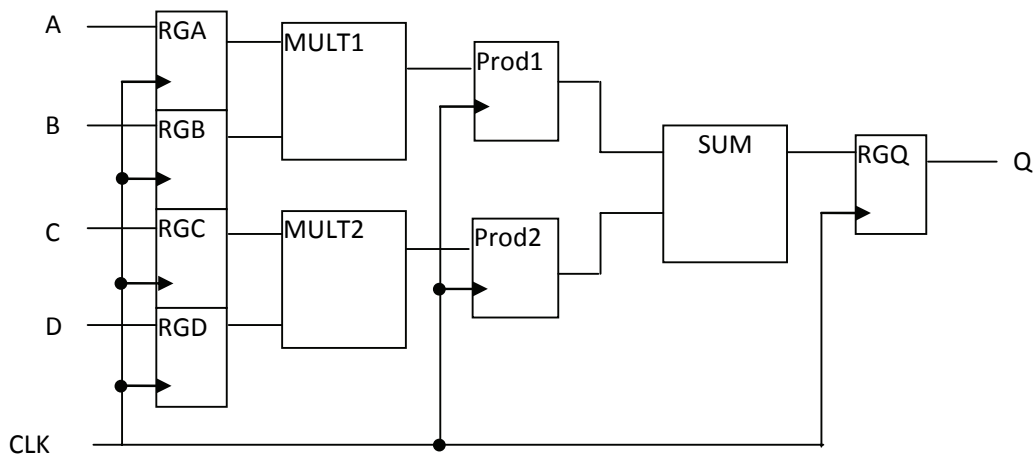 A
RGA
MULT1
Prod1
B
RGB
SUM
RGQ
Q
C
RGC
MULT2
Prod2
D
RGD
CLK